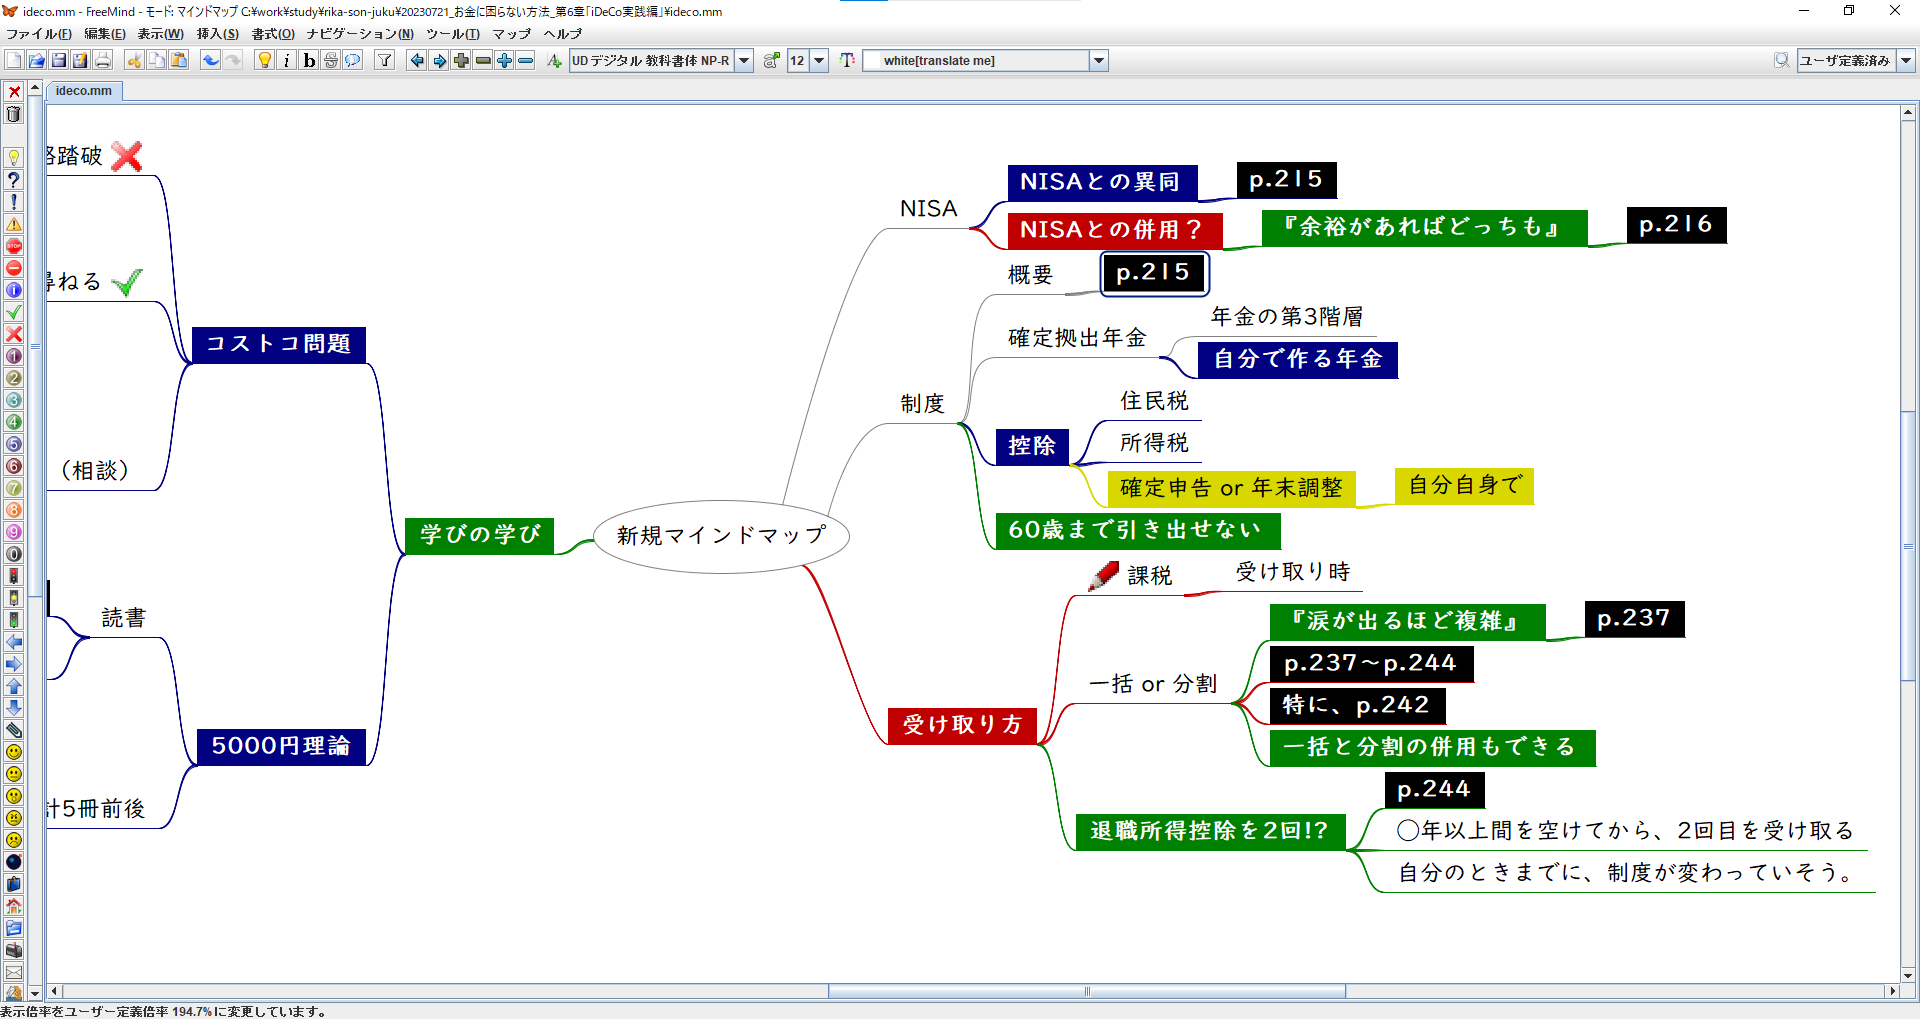 ideco.mm - FreeMind - モード: マインドマップ C:¥work¥study¥rika-son-juku¥20230721_お金に困らない方法_第6章「iDeCo実践編」¥ideco.mm
ファイル(F) 編集(E) 表示(W) 挿入(S) 書式(O) ナビゲーション(N) ツール(T) マップ ヘルプ
UD デジタル 教科書体 NP-R 12 white[translate me] ユーザ定義済み
ideco.mm
踏破
ねる
コストコ問題
（相談）
学びの学び
読書
5000円理論
計5冊前後
新規マインドマップ
NISA
NISAとの異同
p.215
NISAとの併用？
『余裕があればどっちも』
p.216
制度
概要
p.215
確定拠出年金
年金の第3階層
自分で作る年金
控除
住民税
所得税
確定申告 or 年末調整
自分自身で
60歳まで引き出せない
受け取り方
課税
受け取り時
一括 or 分割
『涙が出るほど複雑』
p.237
p.237～p.244
特に、p.242
一括と分割の併用もできる
退職所得控除を2回!?
p.244
◯年以上間を空けてから、2回目を受け取る
自分のときまでに、制度が変わっていそう。
表示倍率をユーザー定義倍率 194.7%に変更しています。